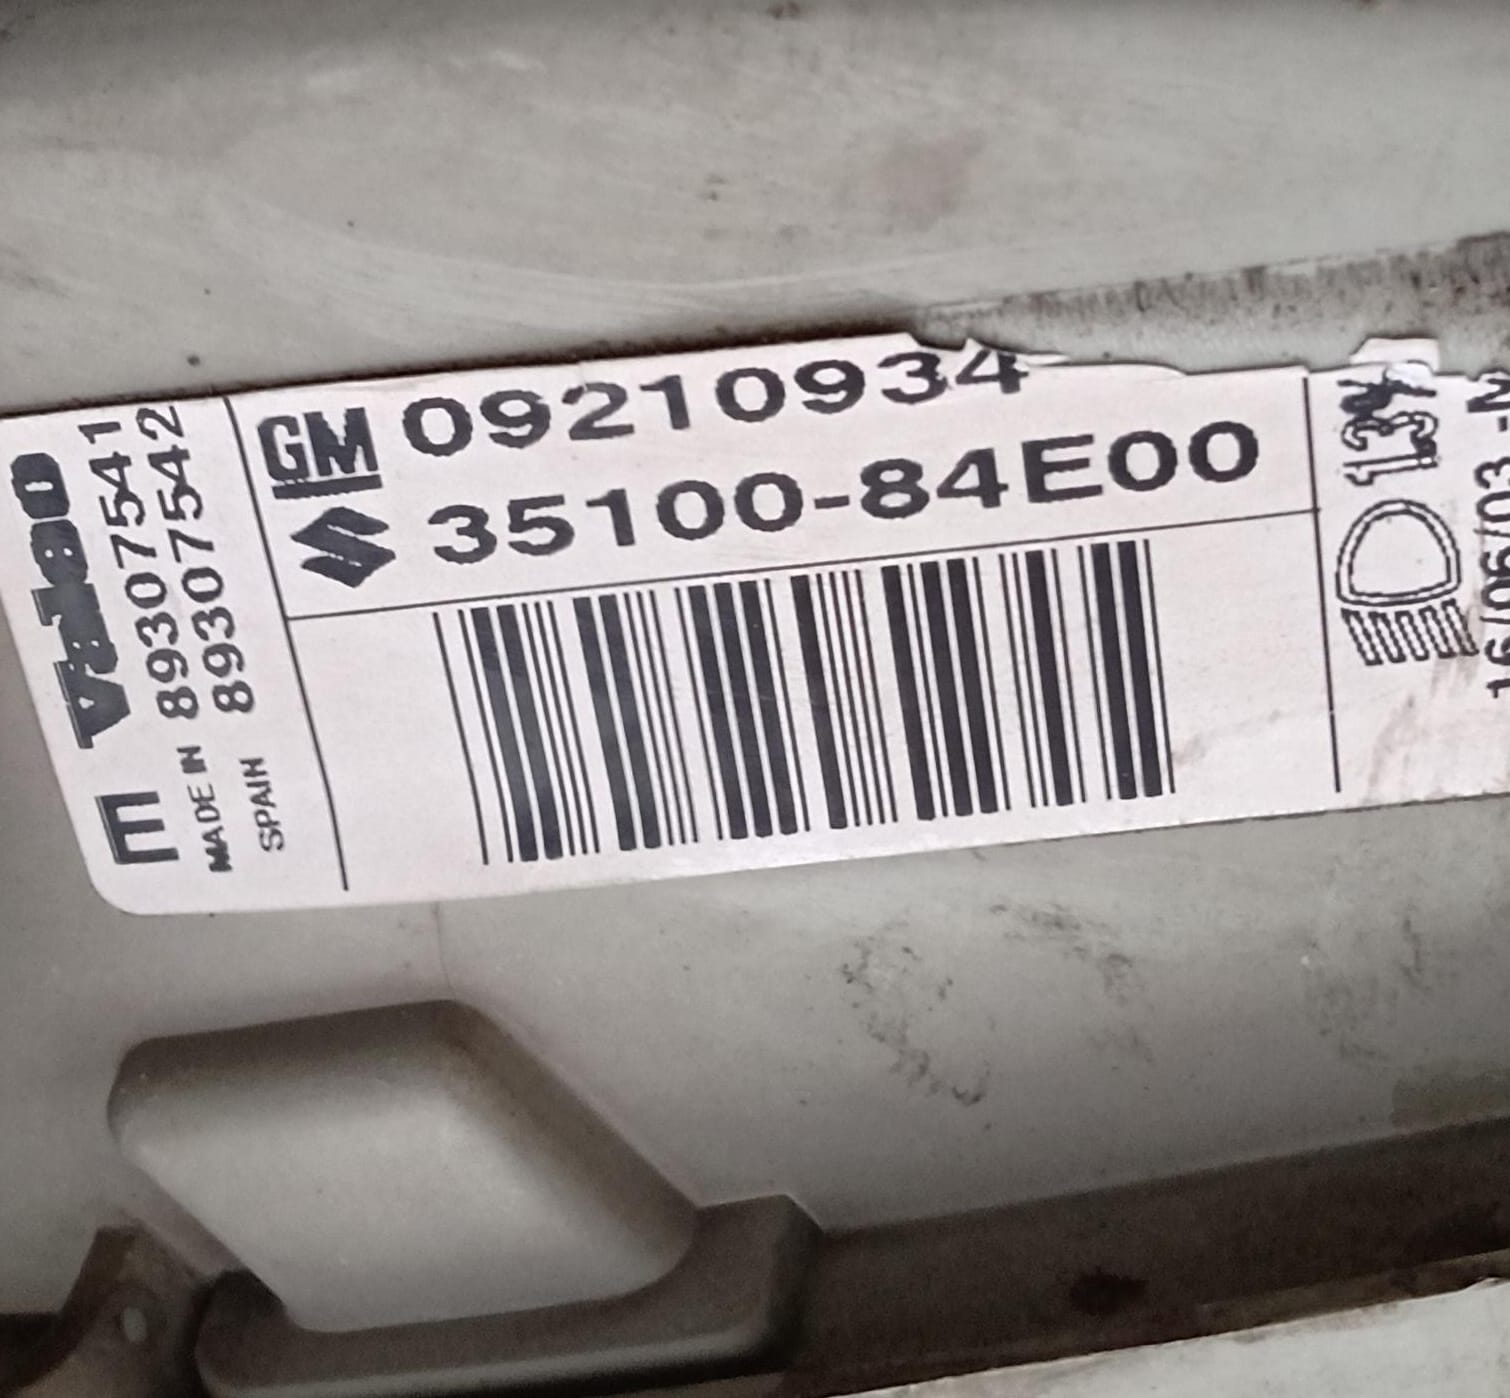 Valeo
E 89307541
MADE IN 89307542
SPAIN
GM 09210934
35100-84E00
16/06/03-